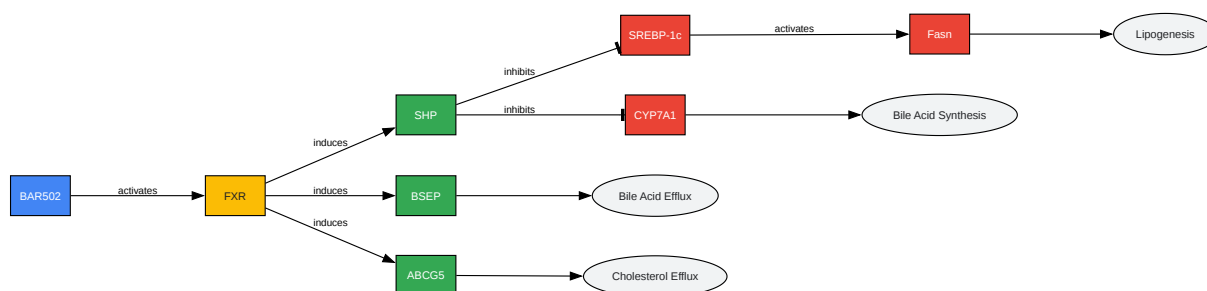 SREBP-1c
activates
Fasn
Lipogenesis
inhibits
SHP
inhibits
CYP7A1
Bile Acid Synthesis
induces
BAR502
activates
FXR
induces
BSEP
Bile Acid Efflux
induces
ABCG5
Cholesterol Efflux